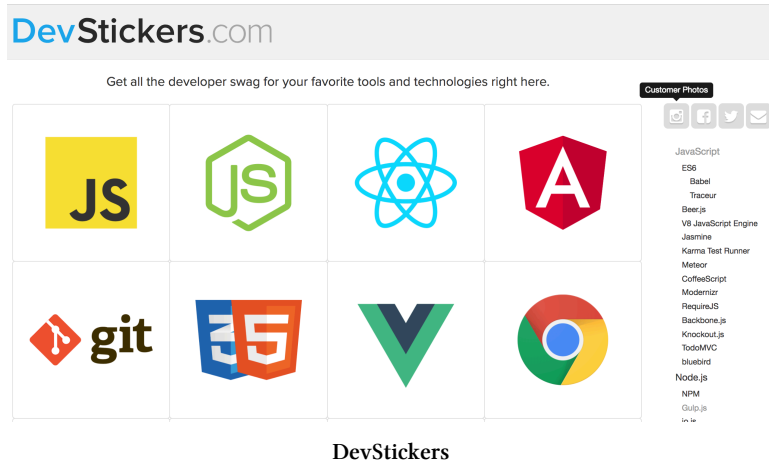 DevStickers.com
Get all the developer swag for your favorite tools and technologies right here.
Customer Photos
JS
JS
A
git
3 5
JavaScript
ES6
Babel
Traceur
Beer.js
V8 JavaScript Engine
Jasmine
Karma Test Runner
Meteor
CoffeeScript
Modernizr
RequireJS
Backbone.js
Knockout.js
TodoMVC
bluebird
Node.js
NPM
Gulp.js
DevStickers